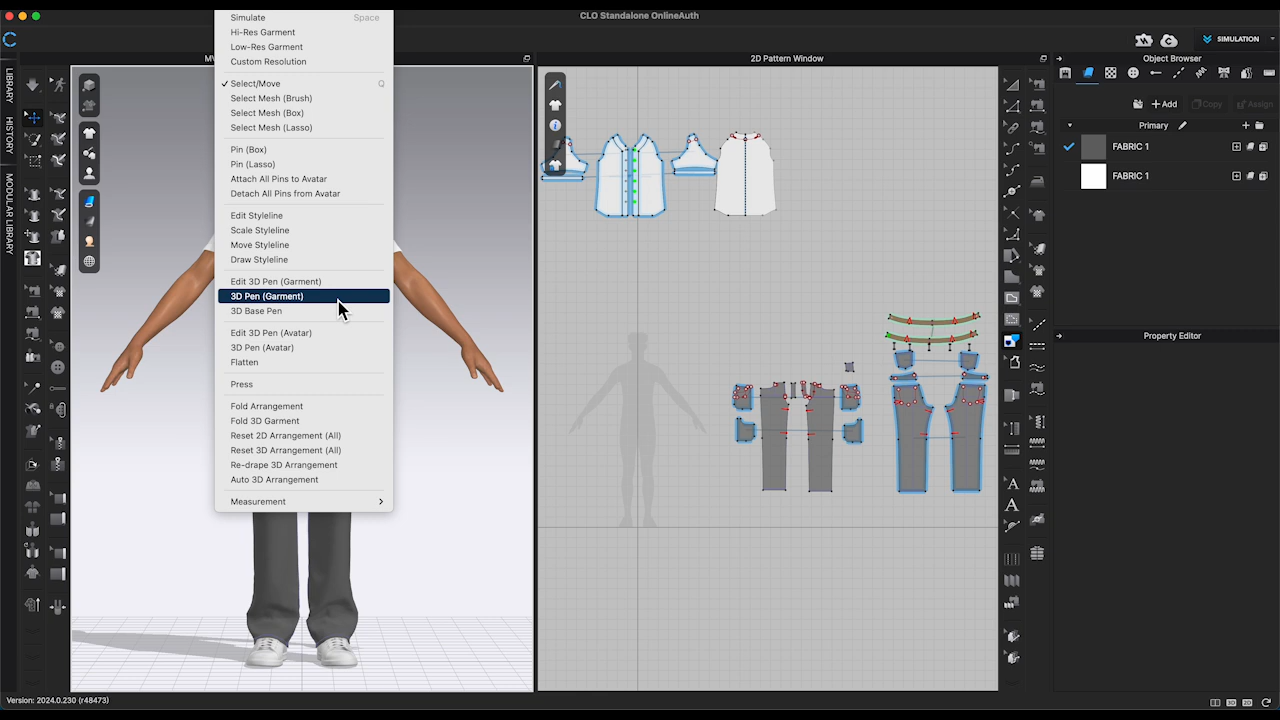 CLO Standalone OnlineAuth
SIMULATION
MV
2D Pattern Window
Object Browser
LIBRARY
HISTORY
MODULAR LIBRARY
Simulate Space
Hi-Res Garment
Low-Res Garment
Custom Resolution
Select/Move Q
Select Mesh (Brush)
Select Mesh (Box)
Select Mesh (Lasso)
Pin (Box)
Pin (Lasso)
Attach All Pins to Avatar
Detach All Pins from Avatar
Edit Styleline
Scale Styleline
Move Styleline
Draw Styleline
Edit 3D Pen (Garment)
3D Pen (Garment)
3D Base Pen
Edit 3D Pen (Avatar)
3D Pen (Avatar)
Flatten
Press
Fold Arrangement
Fold 3D Garment
Reset 2D Arrangement (All)
Reset 3D Arrangement (All)
Re-drape 3D Arrangement
Auto 3D Arrangement
Measurement
+ Add Copy Assign
Primary
FABRIC 1
FABRIC 1
Property Editor
Version: 2024.0.230 (r48473)
3D 2D